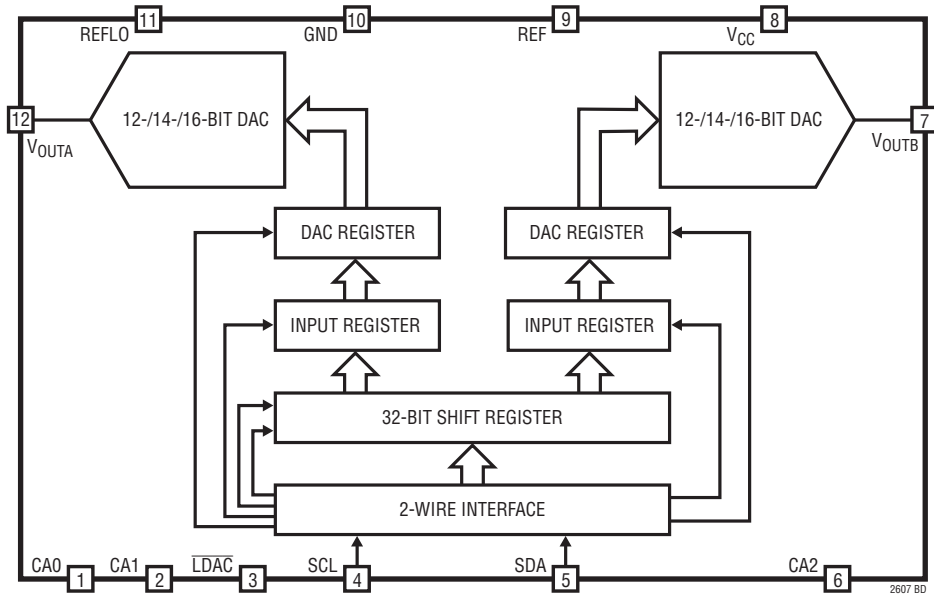 11
10
9
8
REFLO
GND
REF
VCC
12-/14-/16-BIT DAC
12-/14-/16-BIT DAC
12
7
VOUTA
VOUTB
DAC REGISTER
DAC REGISTER
INPUT REGISTER
INPUT REGISTER
32-BIT SHIFT REGISTER
2-WIRE INTERFACE
CA0
CA1
LDAC
SCL
SDA
CA2
1
2
3
4
5
6
2607 BD